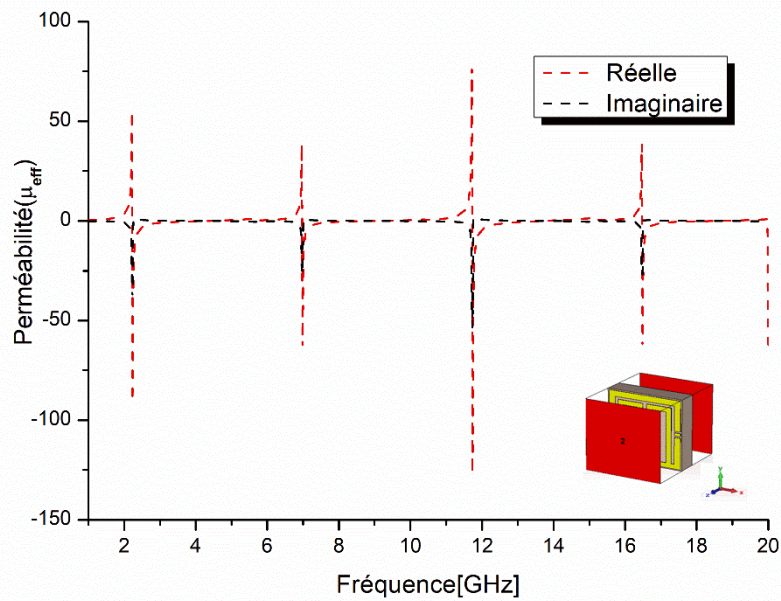 100
50
0
-50
-100
-150
Perméabilité(μeff)
Réelle
Imaginaire
2
Y
z
x
2
4
6
8
10
12
14
16
18
20
Fréquence[GHz]